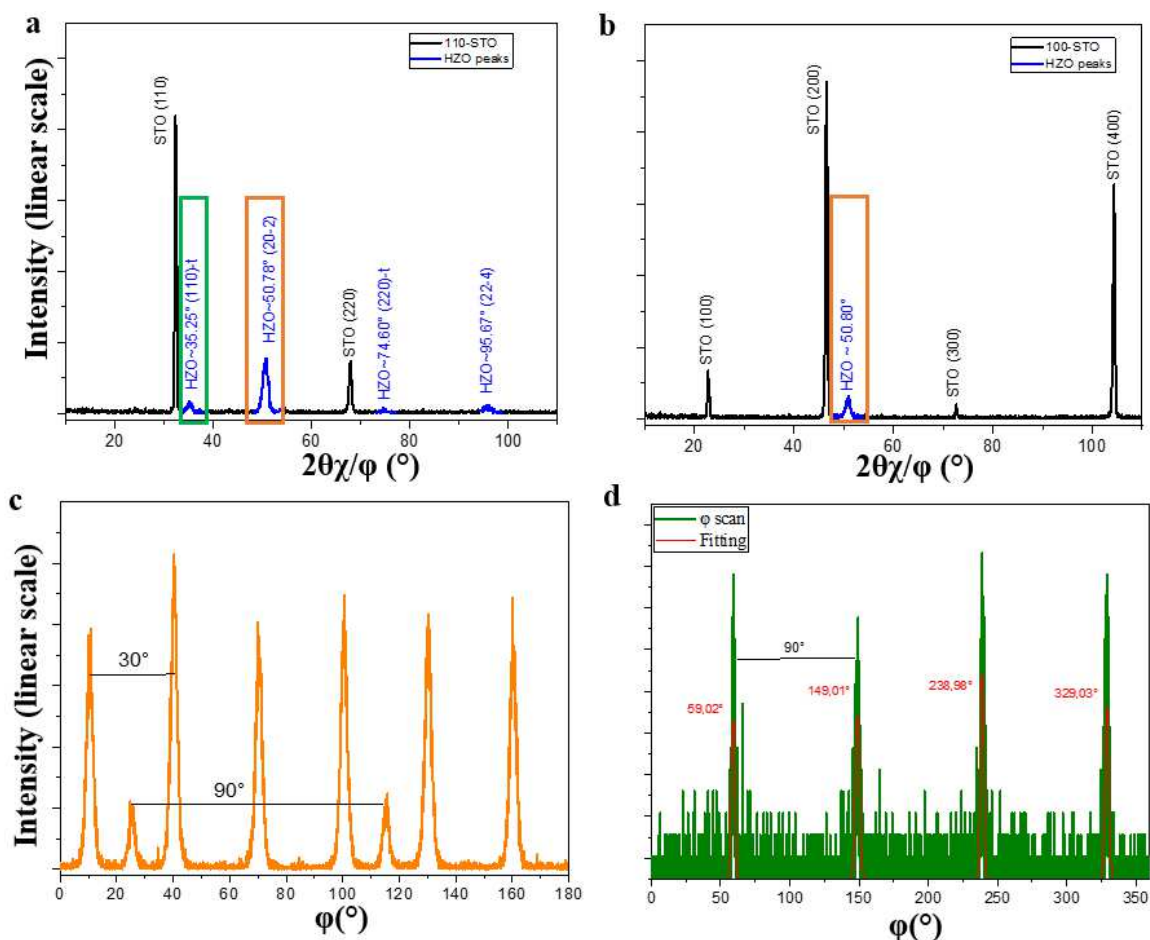 a
110-STO
HZO peaks
STO (110)
HZO~35.25° (110)-t
HZO~50.78° (20-2)
STO (220)
HZO~74.60° (220)-t
HZO~95.67° (22-4)
Intensity (linear scale)
20 40 60 80 100
2θχ/φ (°)
b
100-STO
HZO peaks
STO (100)
STO (200)
HZO ~ 50.80°
STO (300)
STO (400)
20 40 60 80 100
2θχ/φ (°)
c
30°
90°
Intensity (linear scale)
0 20 40 60 80 100 120 140 160 180
φ(°)
d
φ scan
Fitting
90°
59,02°
149,01°
238,98°
329,03°
0 50 100 150 200 250 300 350
φ(°)